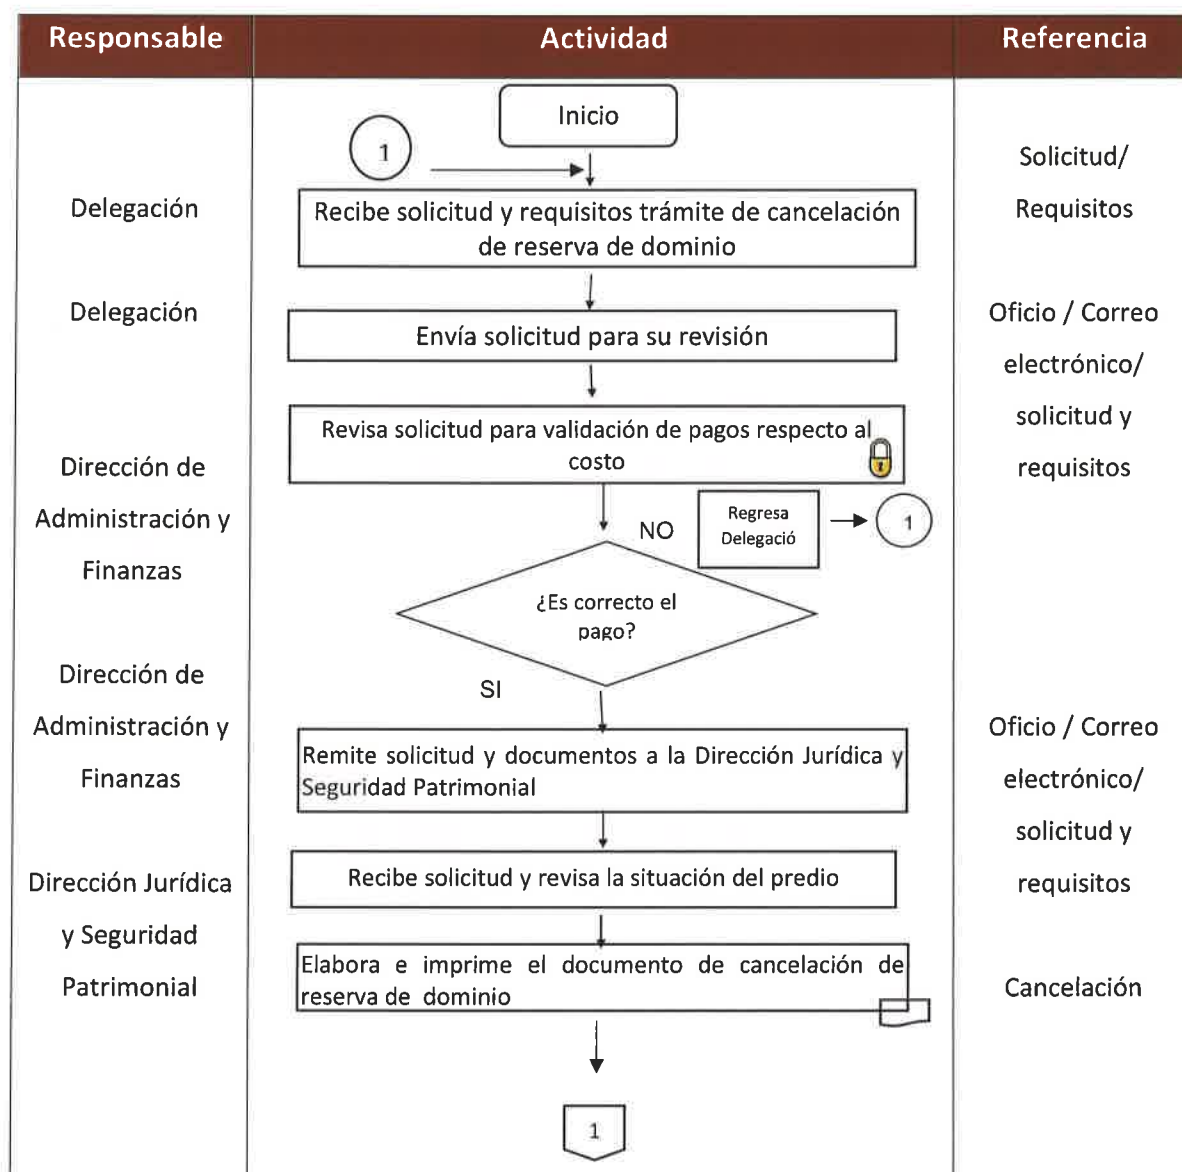 Responsable
Actividad
Referencia
Inicio
1
Solicitud/
Requisitos
Delegación
Recibe solicitud y requisitos trámite de cancelación
de reserva de dominio
Delegación
Envía solicitud para su revisión
Oficio / Correo
electrónico/
solicitud y
requisitos
Revisa solicitud para validación de pagos respecto al
costo
Dirección de
Administración y
Finanzas
NO
Regresa
Delegació
1
¿Es correcto el
pago?
SI
Dirección de
Administración y
Finanzas
Remite solicitud y documentos a la Dirección Jurídica y
Seguridad Patrimonial
Oficio / Correo
electrónico/
solicitud y
requisitos
Recibe solicitud y revisa la situación del predio
Dirección Jurídica
y Seguridad
Patrimonial
Elabora e imprime el documento de cancelación de
reserva de dominio
Cancelación
1